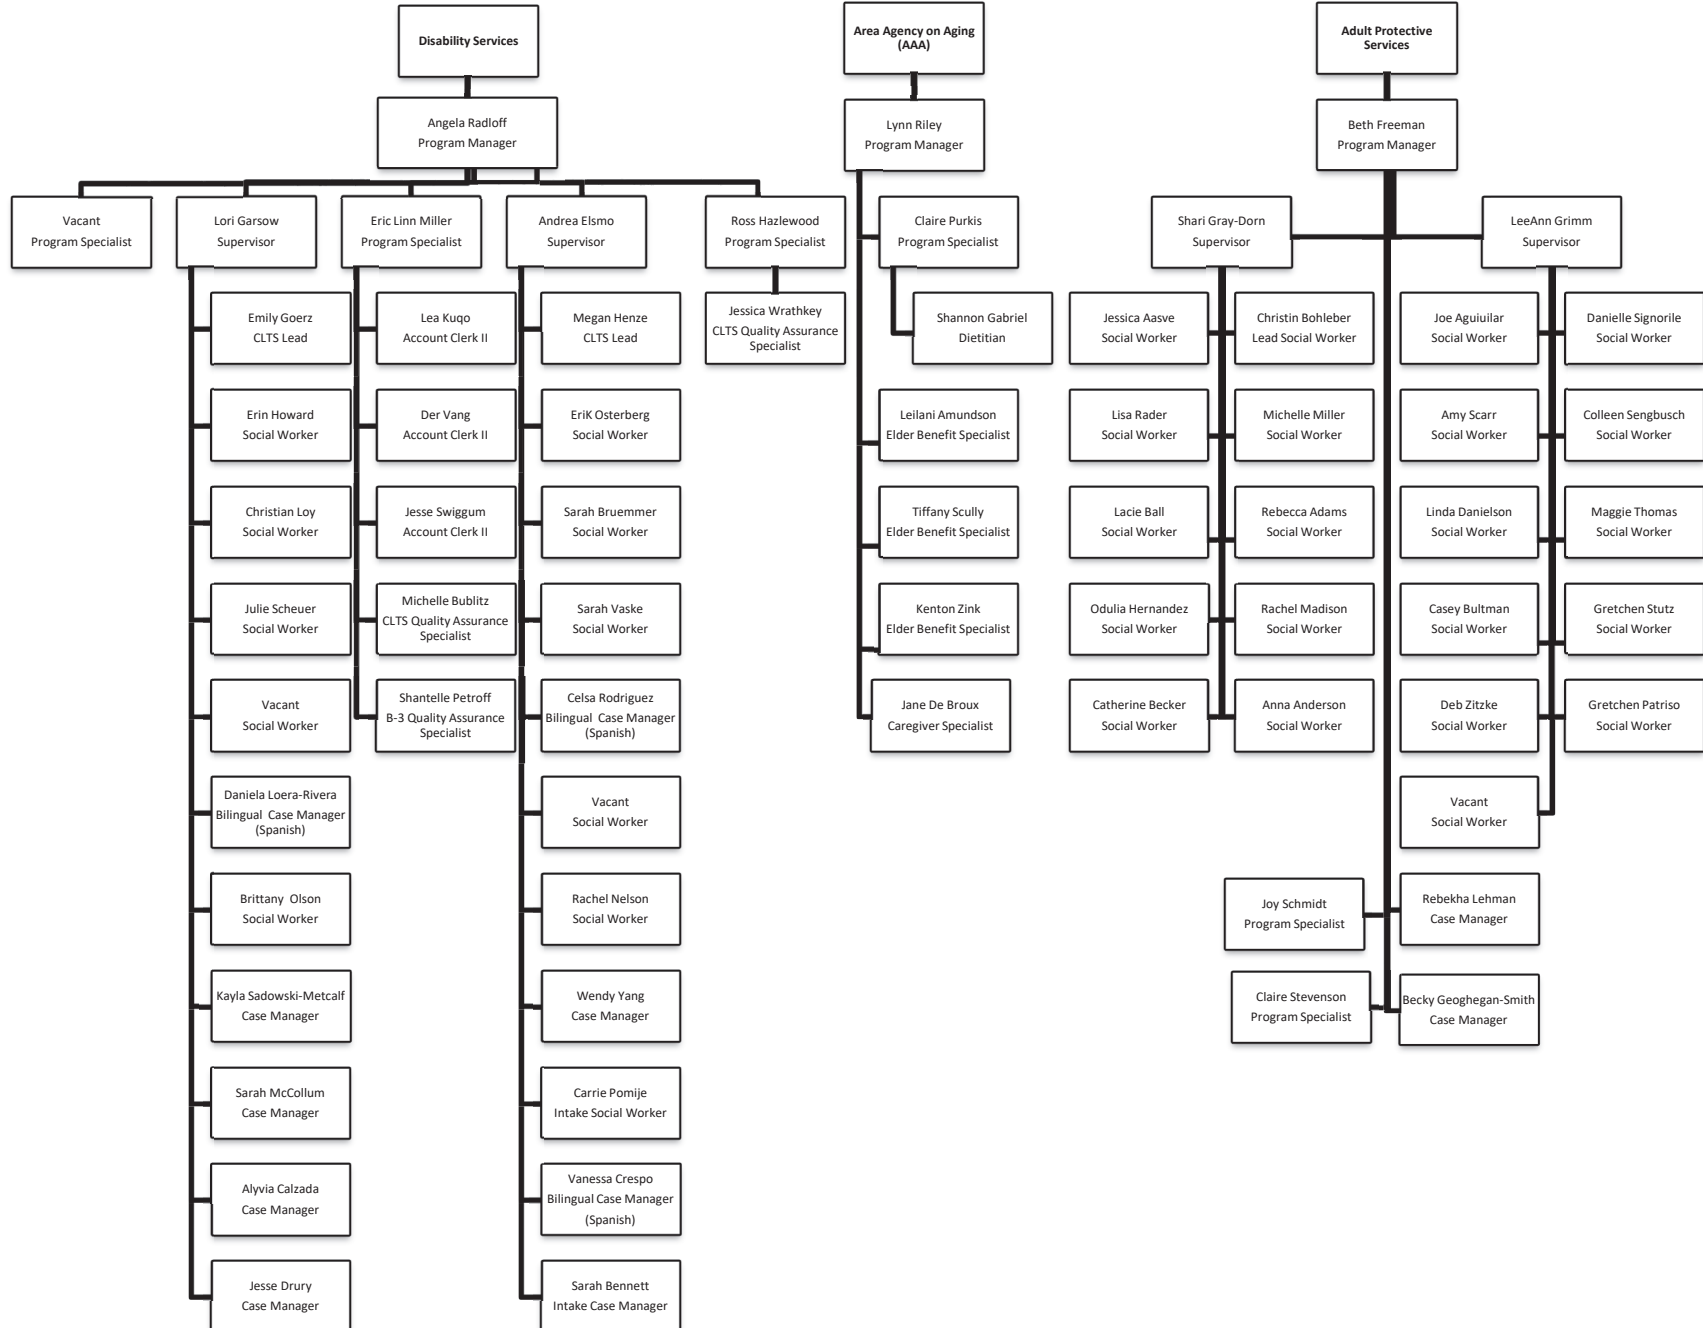 Disability Services
Angela Radloff
Program Manager
Vacant
Program Specialist
Lori Garsow
Supervisor
Emily Goerz
CLTS Lead
Erin Howard
Social Worker
Christian Loy
Social Worker
Julie Scheuer
Social Worker
Vacant
Social Worker
Daniela Loera-Rivera
Bilingual Case Manager
(Spanish)
Brittany Olson
Social Worker
Kayla Sadowski-Metcalf
Case Manager
Sarah McCollum
Case Manager
Alyvia Calzada
Case Manager
Jesse Drury
Case Manager
Eric Linn Miller
Program Specialist
Lea Kuqo
Account Clerk II
Der Vang
Account Clerk II
Jesse Swiggum
Account Clerk II
Michelle Bublitz
CLTS Quality Assurance
Specialist
Shantelle Petroff
B-3 Quality Assurance
Specialist
Andrea Elsmo
Supervisor
Megan Henze
CLTS Lead
EriK Osterberg
Social Worker
Sarah Bruemmer
Social Worker
Sarah Vaske
Social Worker
Celsa Rodriguez
Bilingual Case Manager
(Spanish)
Vacant
Social Worker
Rachel Nelson
Social Worker
Wendy Yang
Case Manager
Carrie Pomije
Intake Social Worker
Vanessa Crespo
Bilingual Case Manager
(Spanish)
Sarah Bennett
Intake Case Manager
Ross Hazlewood
Program Specialist
Jessica Wrathkey
CLTS Quality Assurance
Specialist
Area Agency on Aging
(AAA)
Lynn Riley
Program Manager
Claire Purkis
Program Specialist
Shannon Gabriel
Dietitian
Leilani Amundson
Elder Benefit Specialist
Tiffany Scully
Elder Benefit Specialist
Kenton Zink
Elder Benefit Specialist
Jane De Broux
Caregiver Specialist
Adult Protective
Services
Beth Freeman
Program Manager
Shari Gray-Dorn
Supervisor
Jessica Aasve
Social Worker
Christin Bohleber
Lead Social Worker
Lisa Rader
Social Worker
Michelle Miller
Social Worker
Lacie Ball
Social Worker
Rebecca Adams
Social Worker
Odulia Hernandez
Social Worker
Rachel Madison
Social Worker
Catherine Becker
Social Worker
Anna Anderson
Social Worker
LeeAnn Grimm
Supervisor
Joe Aguiuilar
Social Worker
Danielle Signorile
Social Worker
Amy Scarr
Social Worker
Colleen Sengbusch
Social Worker
Linda Danielson
Social Worker
Maggie Thomas
Social Worker
Casey Bultman
Social Worker
Gretchen Stutz
Social Worker
Deb Zitzke
Social Worker
Gretchen Patriso
Social Worker
Vacant
Social Worker
Joy Schmidt
Program Specialist
Rebekha Lehman
Case Manager
Claire Stevenson
Program Specialist
Becky Geoghegan-Smith
Case Manager